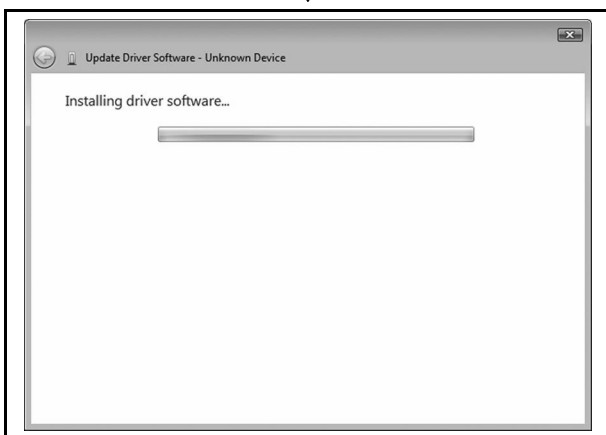 Update Driver Software - Unknown Device
Installing driver software...